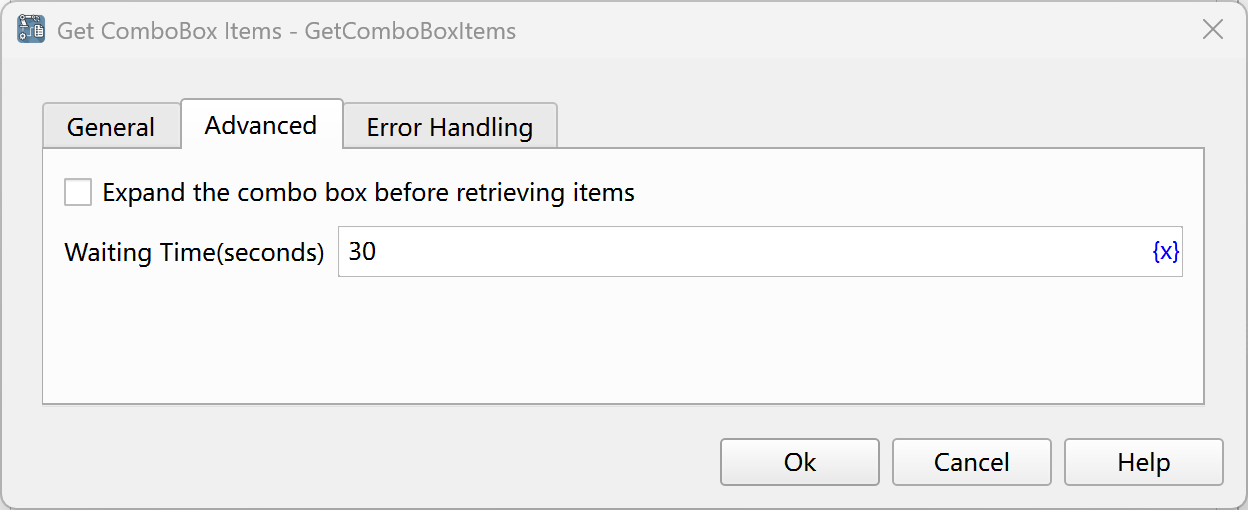 Get ComboBox Items - GetComboBoxItems
General Advanced Error Handling
Expand the combo box before retrieving items
Waiting Time(seconds) 30 {x}
Ok Cancel Help